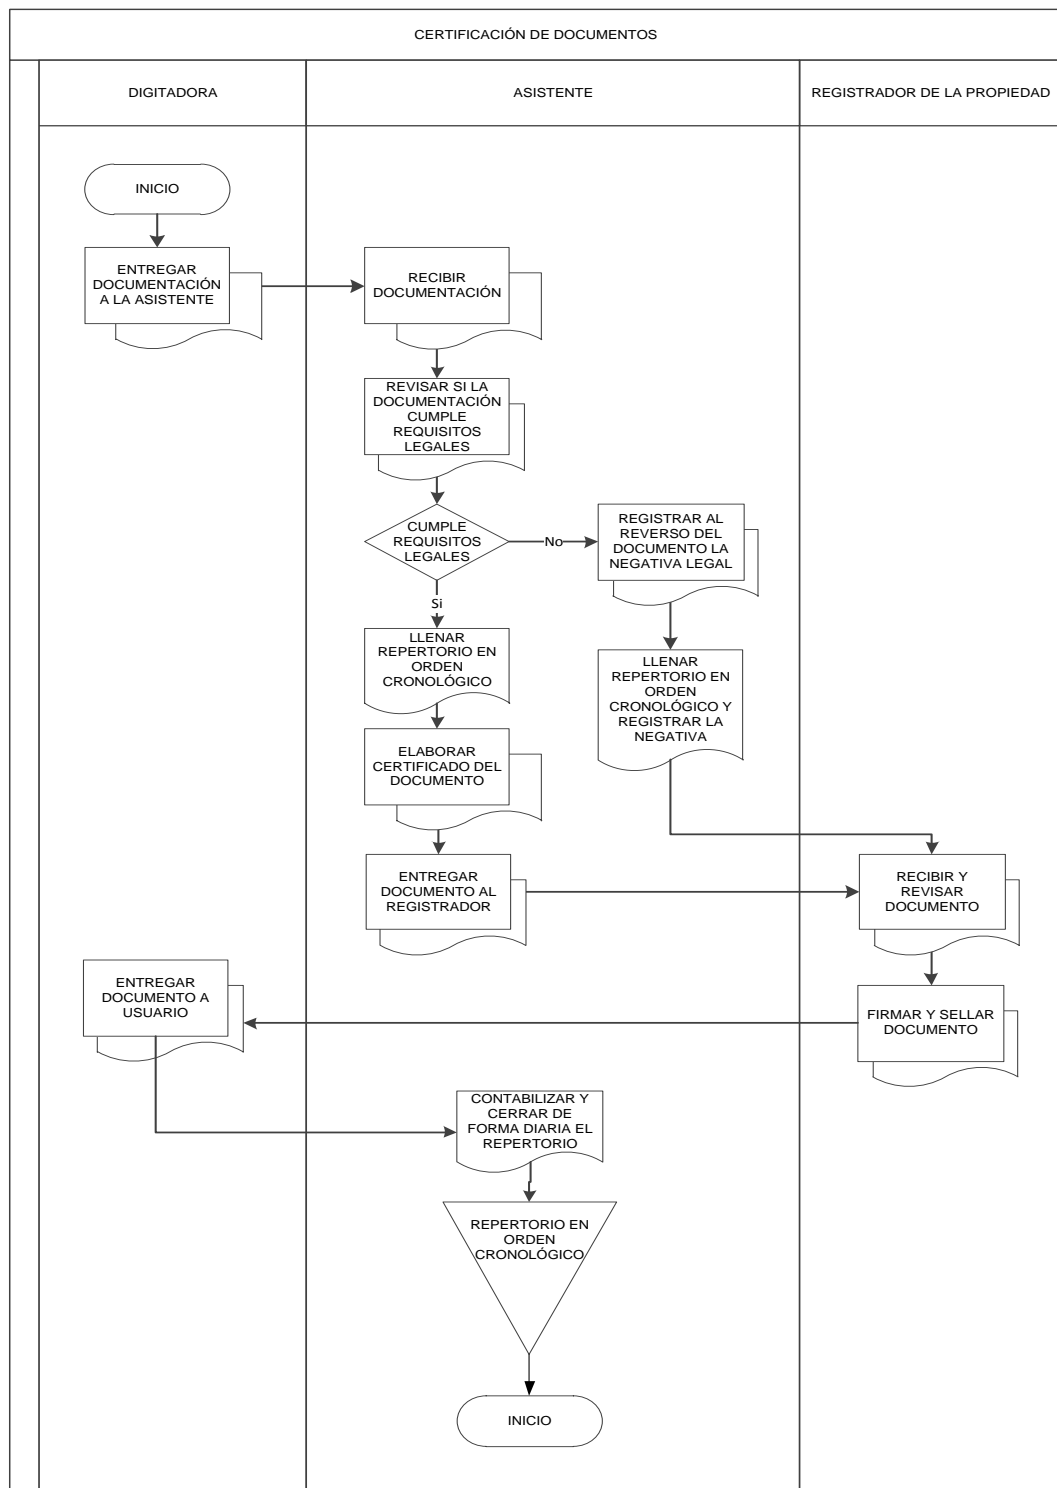 CERTIFICACIÓN DE DOCUMENTOS
DIGITADORA
ASISTENTE
REGISTRADOR DE LA PROPIEDAD
INICIO
ENTREGAR
DOCUMENTACIÓN
A LA ASISTENTE
RECIBIR
DOCUMENTACIÓN
REVISAR SI LA
DOCUMENTACIÓN
CUMPLE
REQUISITOS
LEGALES
CUMPLE
REQUISITOS
LEGALES
No
REGISTRAR AL
REVERSO DEL
DOCUMENTO LA
NEGATIVA LEGAL
Si
LLENAR
REPERTORIO EN
ORDEN
CRONOLÓGICO
LLENAR
REPERTORIO EN
ORDEN
CRONOLÓGICO Y
REGISTRAR LA
NEGATIVA
ELABORAR
CERTIFICADO DEL
DOCUMENTO
ENTREGAR
DOCUMENTO AL
REGISTRADOR
RECIBIR Y
REVISAR
DOCUMENTO
ENTREGAR
DOCUMENTO A
USUARIO
FIRMAR Y SELLAR
DOCUMENTO
CONTABILIZAR Y
CERRAR DE
FORMA DIARIA EL
REPERTORIO
REPERTORIO EN
ORDEN
CRONOLÓGICO
INICIO